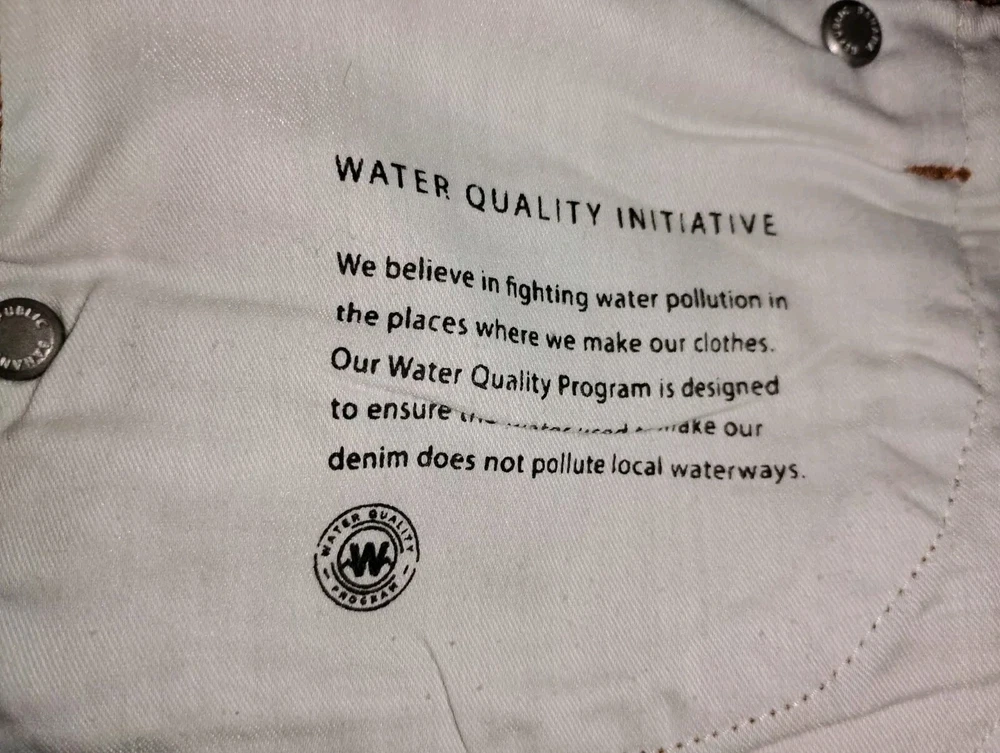 WATER QUALITY INITIATIVE
We believe in fighting water pollution in
the places where we make our clothes.
Our Water Quality Program is designed
to ensure our
denim does not pollute local waterways.
WATER QUALITY
W
PROGRAM